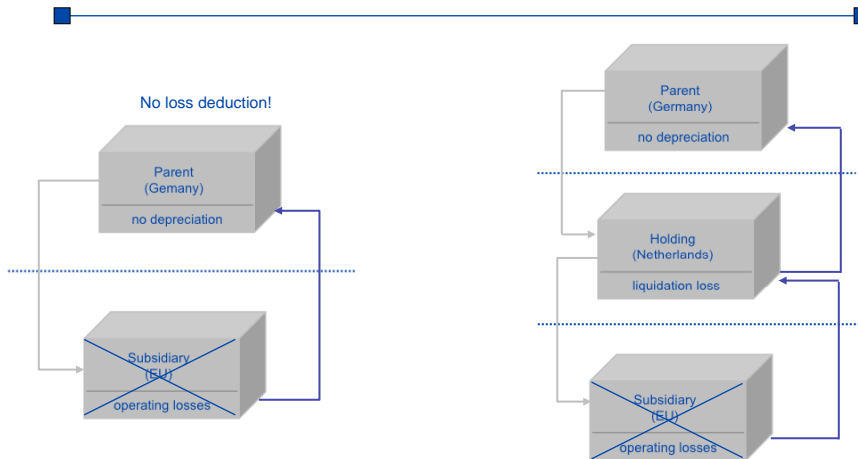 No loss deduction!
Parent
(Gemany)
no depreciation
Subsidiary
(EU)
operating losses
Parent
(Germany)
no depreciation
Holding
(Netherlands)
liquidation loss
Subsidiary
(EU)
operating losses